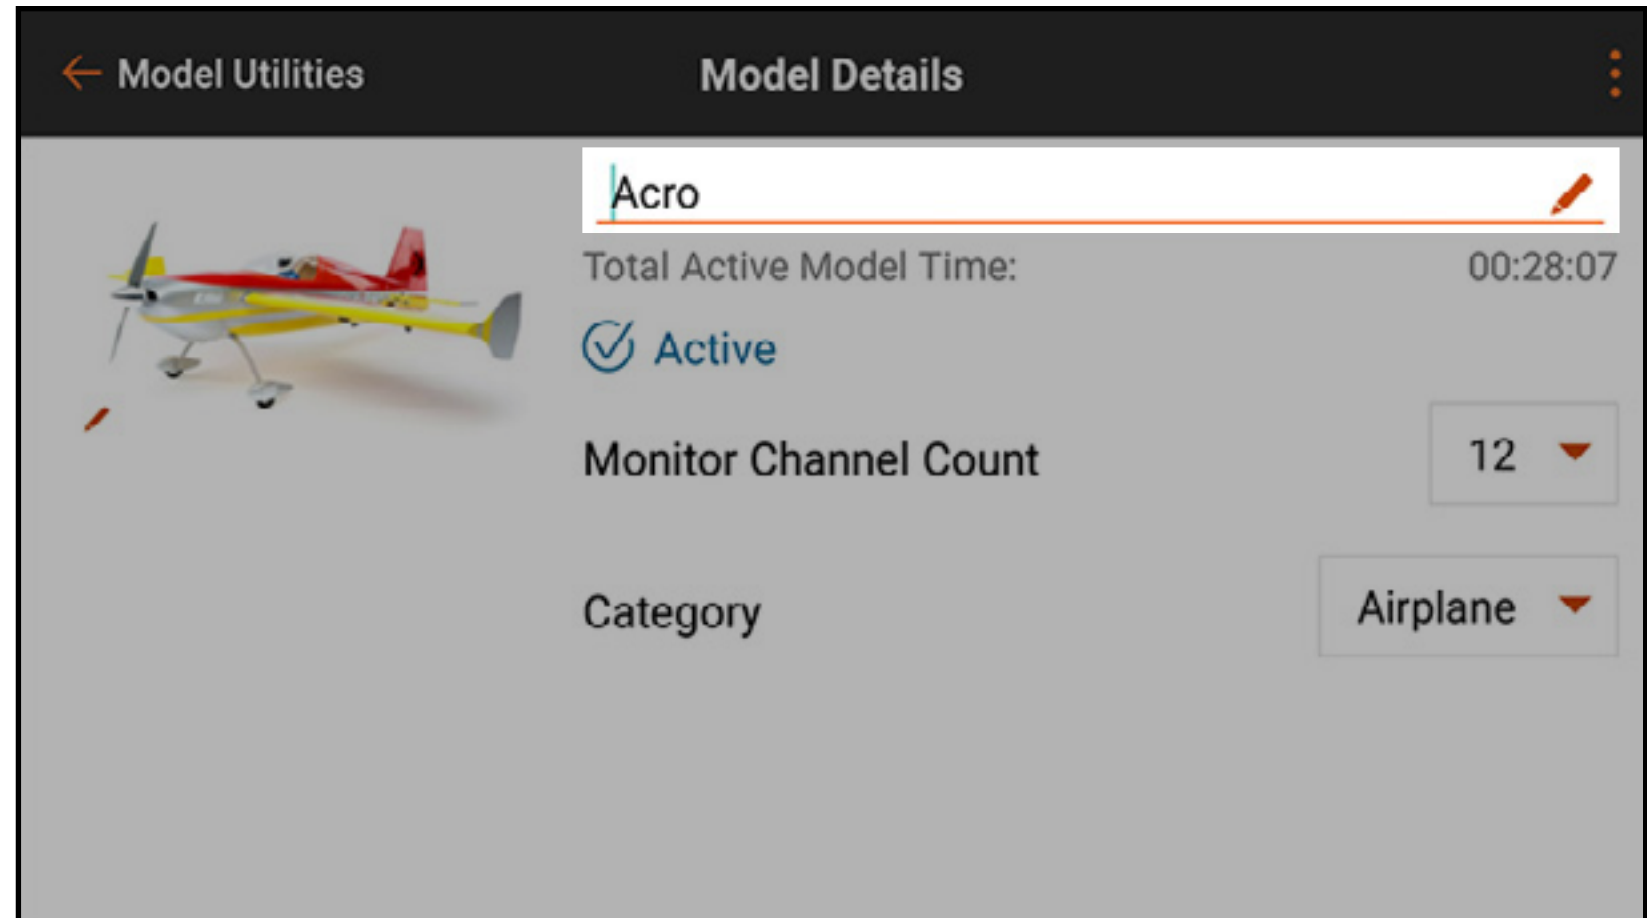 Model Utilities
Model Details
Acro
Total Active Model Time: 00:28:07
Active
Monitor Channel Count 12
Category Airplane